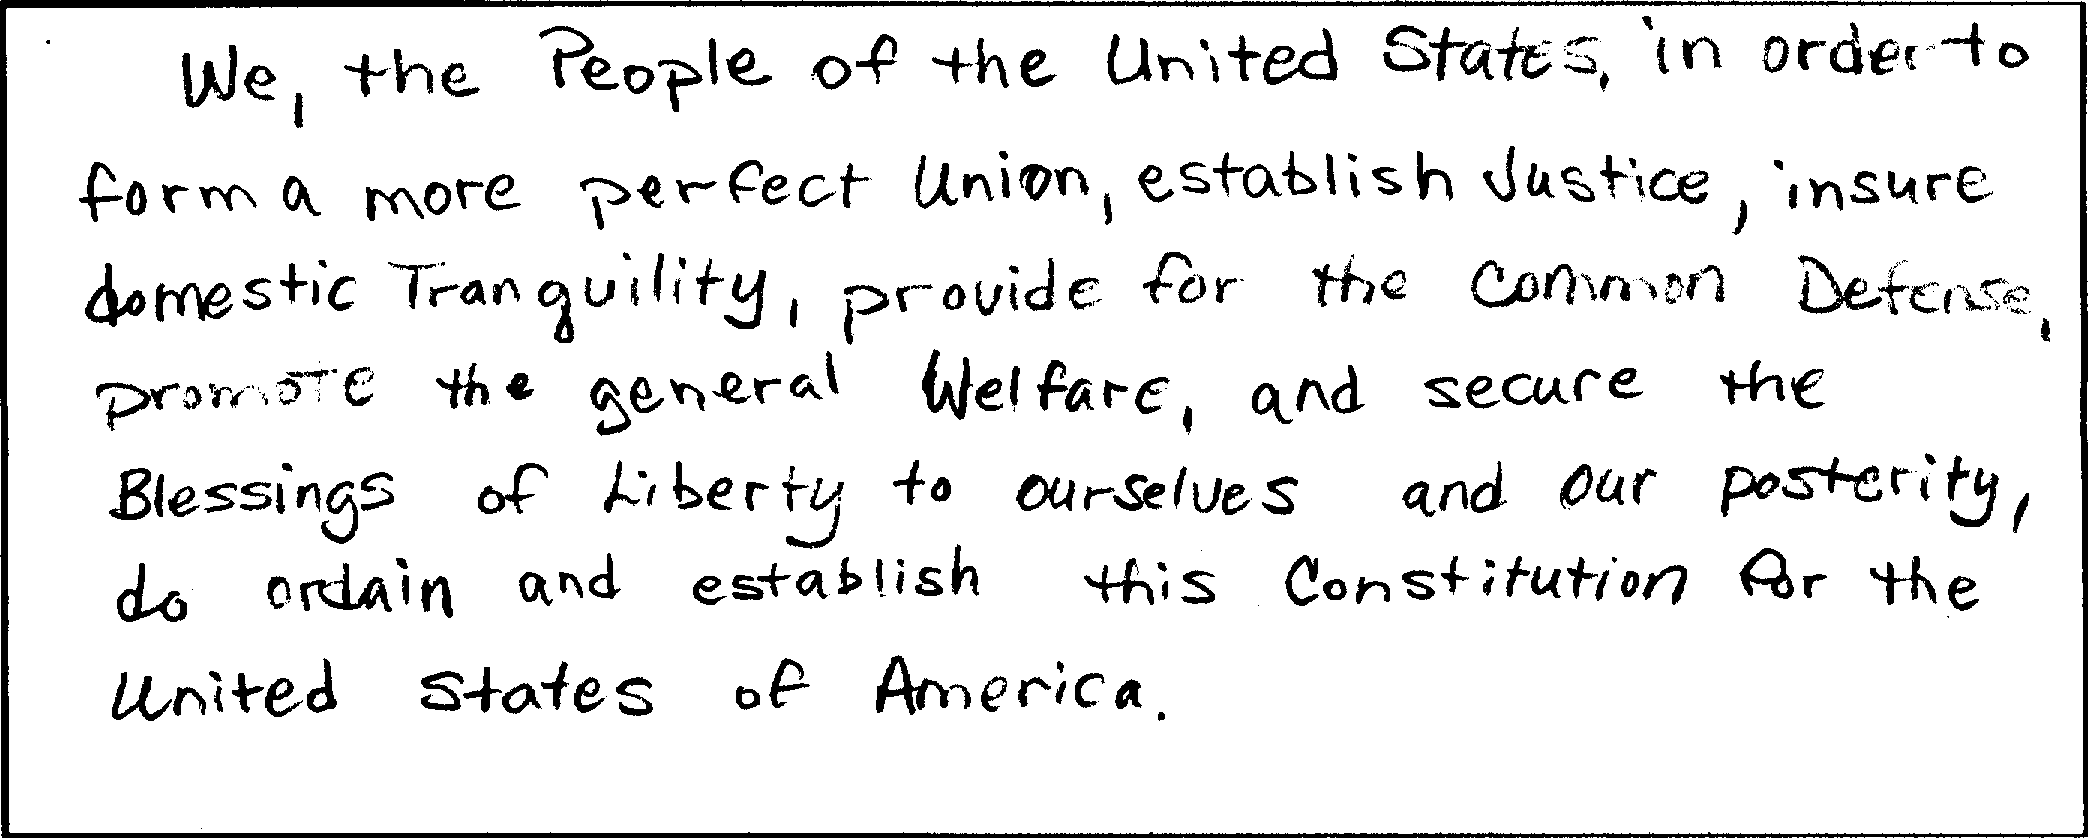 We, the People of the United States, in order to
form a more perfect Union, establish Justice, insure
domestic Tranquility, provide for the common Defense,
promote the general Welfare, and secure the
Blessings of Liberty to ourselves and our posterity,
do ordain and establish this Constitution for the
United States of America.